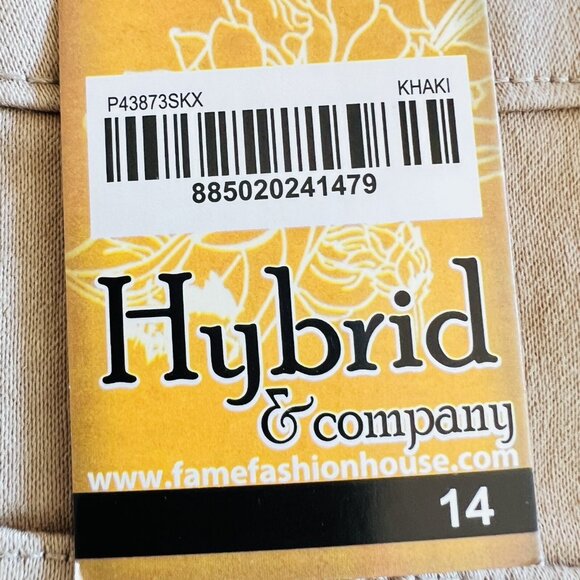 P43873SKX KHAKI
885020241479
Hybrid
& company
www.famefashionhouse.com
14